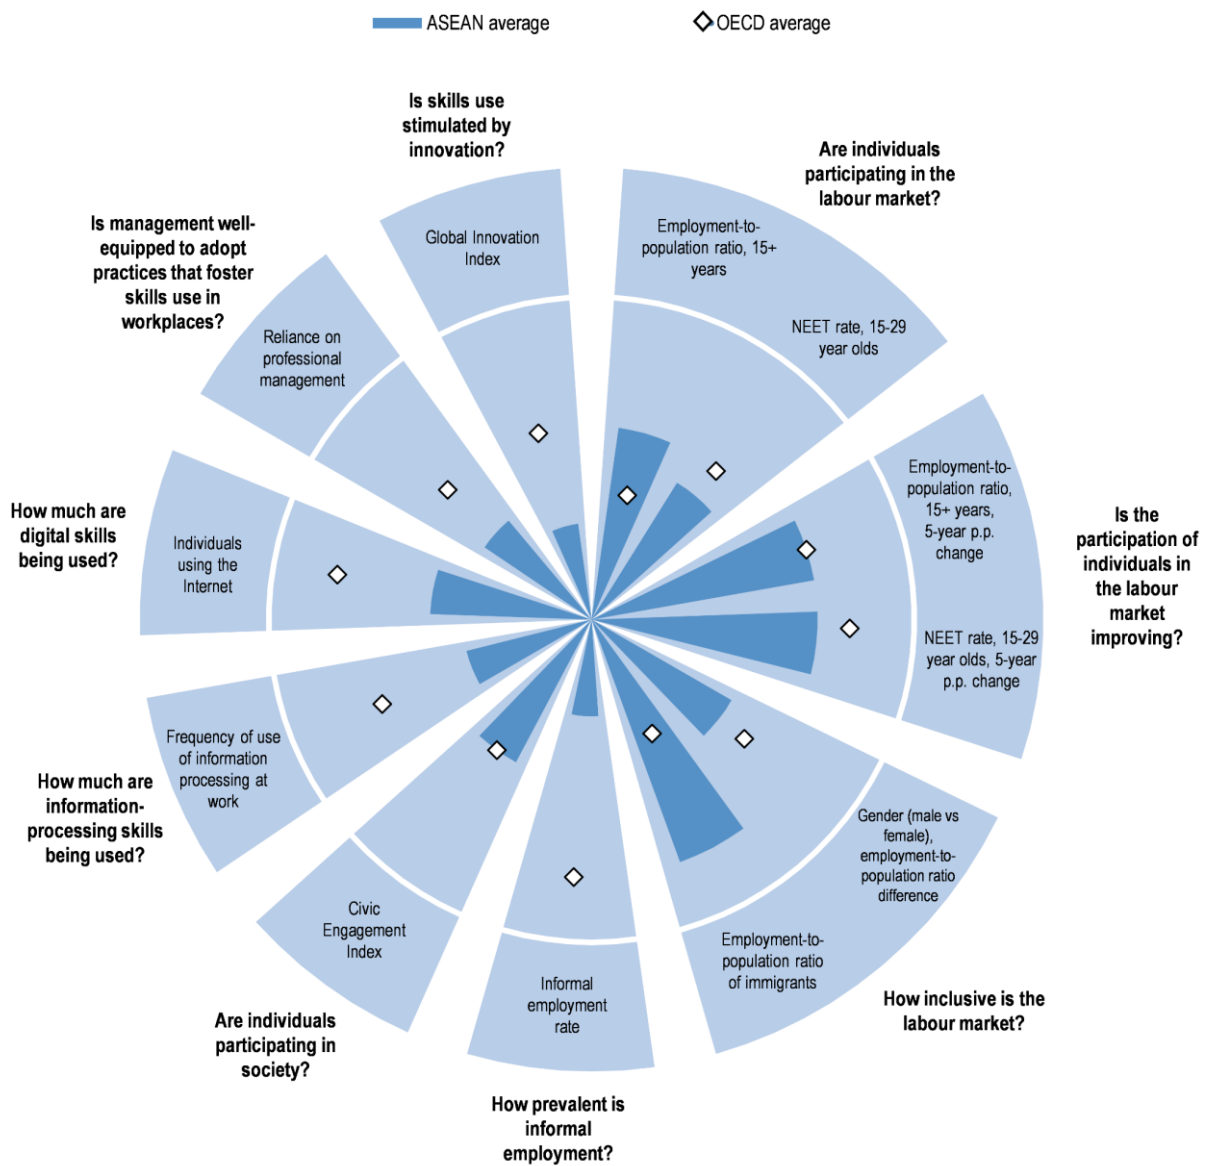 ASEAN average
OECD average
Is skills use
stimulated by
innovation?
Are individuals
participating in the
labour market?
Is management well-
equipped to adopt
practices that foster
skills use in
workplaces?
Global Innovation
Index
Employment-to-
population ratio, 15+
years
NEET rate, 15-29
year olds
Reliance on
professional
management
Employment-to-
population ratio,
15+ years,
5-year p.p.
change
Is the
participation of
individuals in
the labour
market
improving?
NEET rate, 15-29
year olds, 5-year
p.p. change
How much are
digital skills
being used?
Individuals
using the
Internet
Frequency of use
of information
processing at
work
How much are
information-
processing skills
being used?
Gender (male vs
female),
employment-to-
population ratio
difference
Civic
Engagement
Index
Employment-to-
population ratio
of immigrants
Informal
employment
rate
How inclusive is the
labour market?
Are individuals
participating in
society?
How prevalent is
informal
employment?